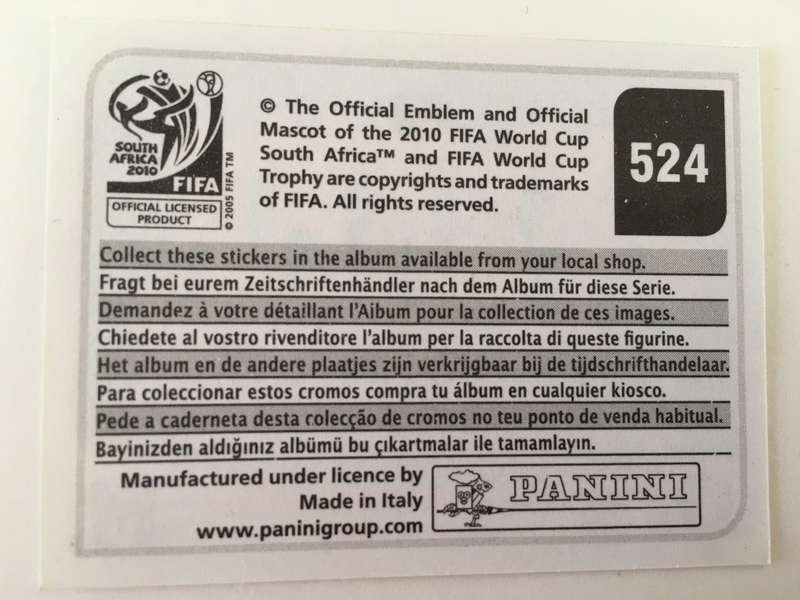 SOUTH
AFRICA
2010
FIFA
OFFICIAL LICENSED
PRODUCT
© 2005 FIFA TM
© The Official Emblem and Official
Mascot of the 2010 FIFA World Cup
South Africa™ and FIFA World Cup
Trophy are copyrights and trademarks
of FIFA. All rights reserved.
524
Collect these stickers in the album available from your local shop.
Fragt bei eurem Zeitschriftenhändler nach dem Album für diese Serie.
Demandez à votre détaillant l'Album pour la collection de ces images.
Chiedete al vostro rivenditore l'album per la raccolta di queste figurine.
Het album en de andere plaatjes zijn verkrijgbaar bij de tijdschrifthandelaar.
Para coleccionar estos cromos compra tu álbum en cualquier kiosco.
Pede a caderneta desta colecção de cromos no teu ponto de venda habitual.
Bayinizden aldığınız albümü bu çıkartmalar ile tamamlayın.
Manufactured under licence by
Made in Italy
www.paninigroup.com
PANINI